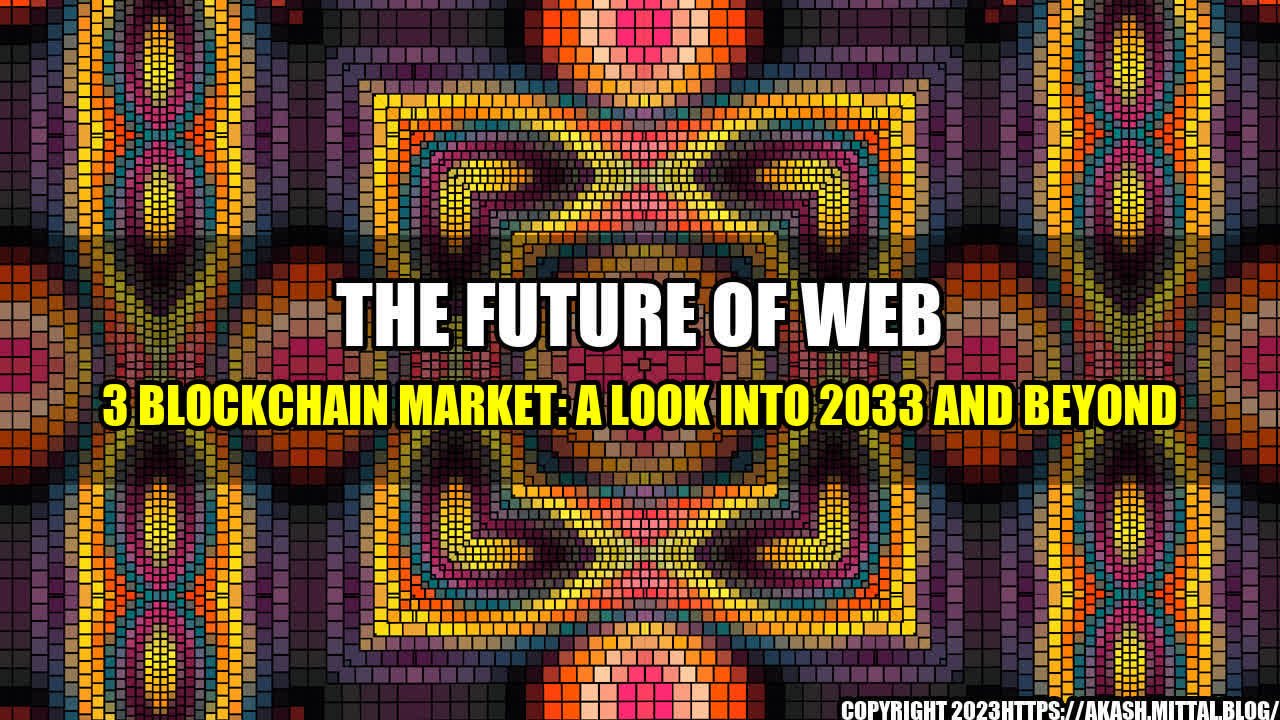 THE FUTURE OF WEB
3 BLOCKCHAIN MARKET: A LOOK INTO 2033 AND BEYOND
COPYRIGHT 2023HTTPS://AKASH.MITTAL.BLOG/